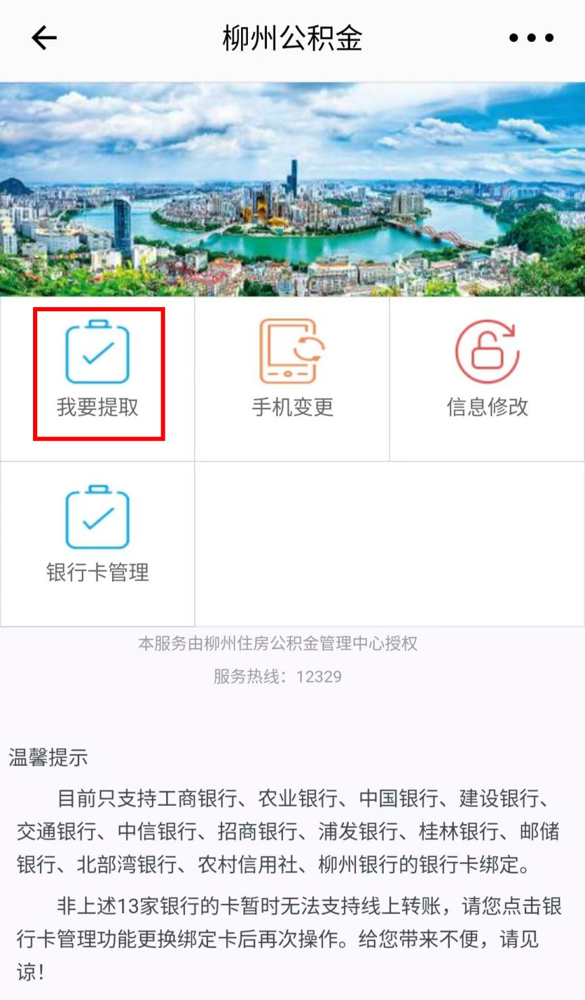 柳州公积金
我要提取
手机变更
信息修改
银行卡管理
本服务由柳州住房公积金管理中心授权
服务热线：12329
温馨提示
目前只支持工商银行、农业银行、中国银行、建设银行、
交通银行、中信银行、招商银行、浦发银行、桂林银行、邮储
银行、北部湾银行、农村信用社、柳州银行的银行卡绑定。
非上述13家银行的卡暂时无法支持线上转账，请您点击银
行卡管理功能更换绑定卡后再次操作。给您带来不便，请见
谅！